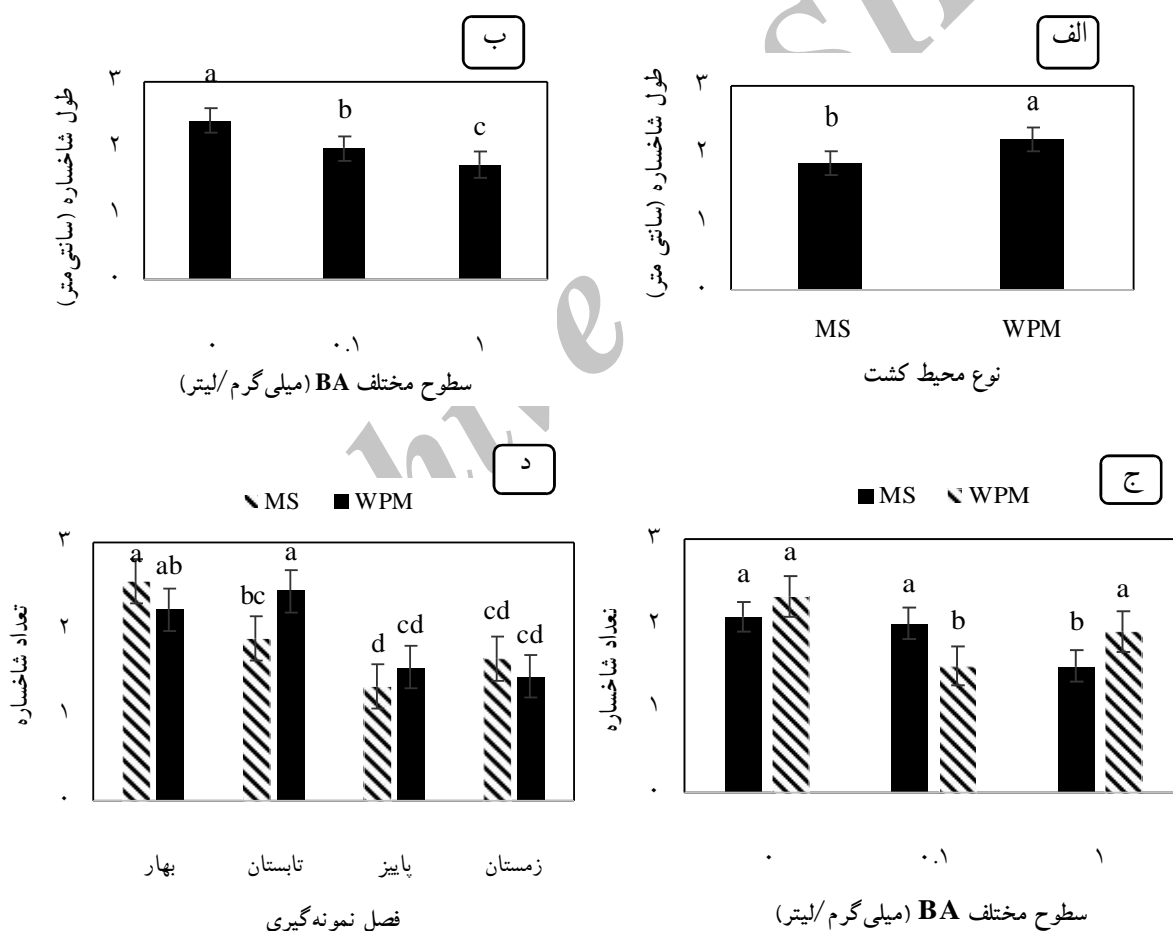 الف
طول شاخساره (سانتی متر)
۳
۲
۱
۰
b
a
MS
WPM
نوع محیط کشت
ب
طول شاخساره (سانتی‌متر)
۳
۲
۱
۰
a
b
c
۰
۰.۱
۱
سطوح مختلف BA (میلی‌گرم/لیتر)
ج
MS
WPM
تعداد شاخساره
۳
۲
۱
۰
a
a
a
b
b
a
۰
۰.۱
۱
سطوح مختلف BA (میلی‌گرم/لیتر)
د
MS
WPM
تعداد شاخساره
۳
۲
۱
۰
a
ab
bc
a
d
cd
cd
cd
بهار
تابستان
پاییز
زمستان
فصل نمونه‌گیری